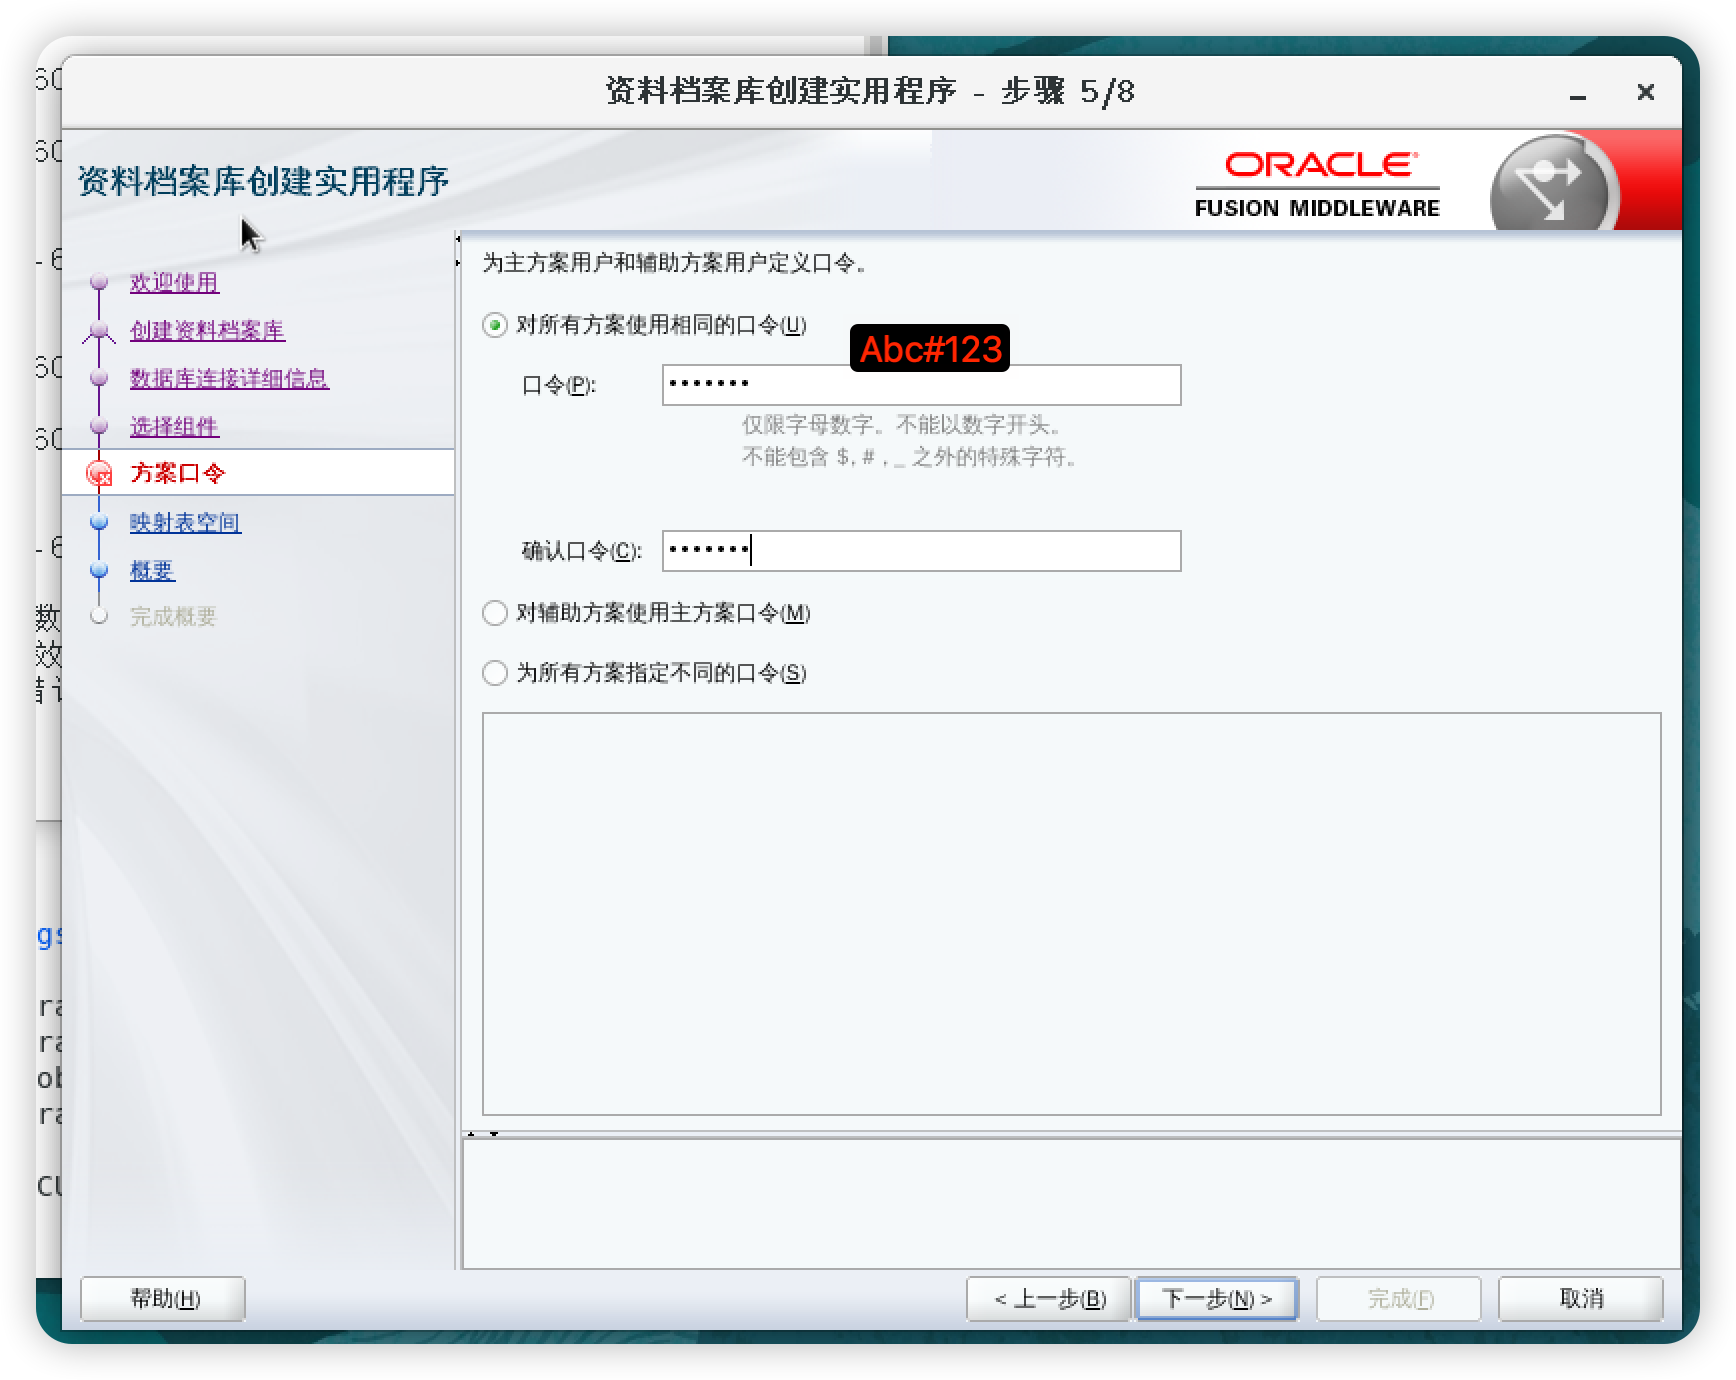 资料档案库创建实用程序 - 步骤 5/8
资料档案库创建实用程序
ORACLE
FUSION MIDDLEWARE
欢迎使用
创建资料档案库
数据库连接详细信息
选择组件
方案口令
映射表空间
概要
完成概要
为主方案用户和辅助方案用户定义口令。
对所有方案使用相同的口令(U)
Abc#123
口令(P):
仅限字母数字。不能以数字开头。
不能包含 $, # , _ 之外的特殊字符。
确认口令(C):
对辅助方案使用主方案口令(M)
为所有方案指定不同的口令(S)
帮助(H)
< 上一步(B)
下一步(N) >
完成(F)
取消